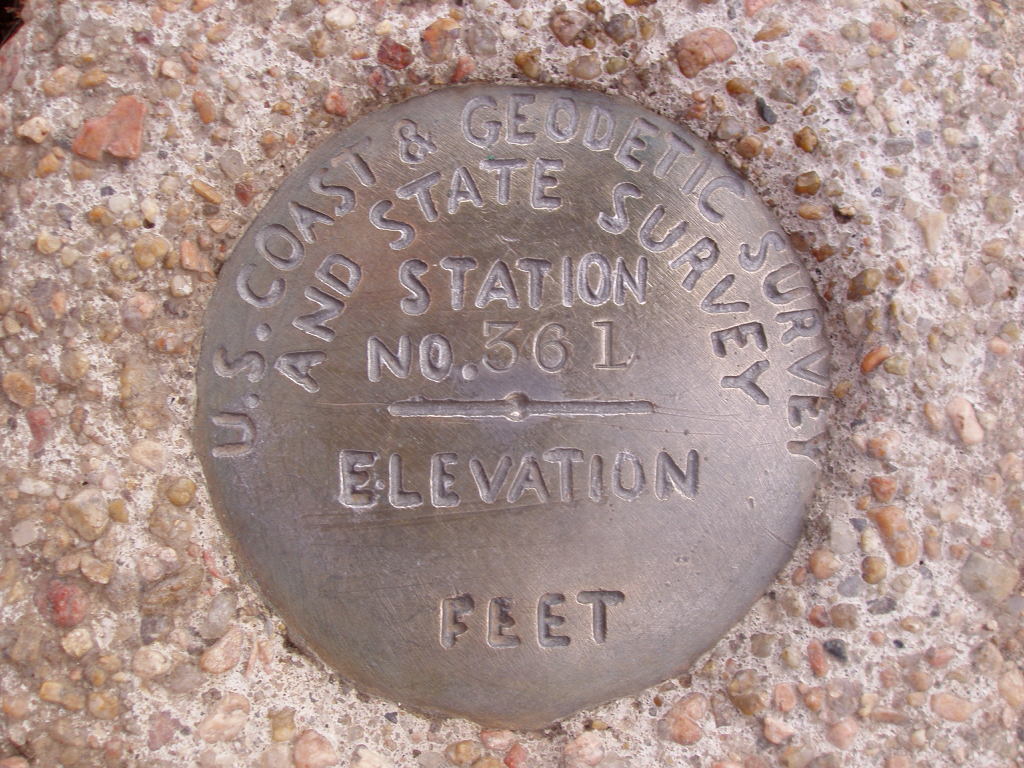 U.S. COAST & GEODETIC SURVEY
AND STATE SURVEY
STATION
NO. 361
ELEVATION
FEET